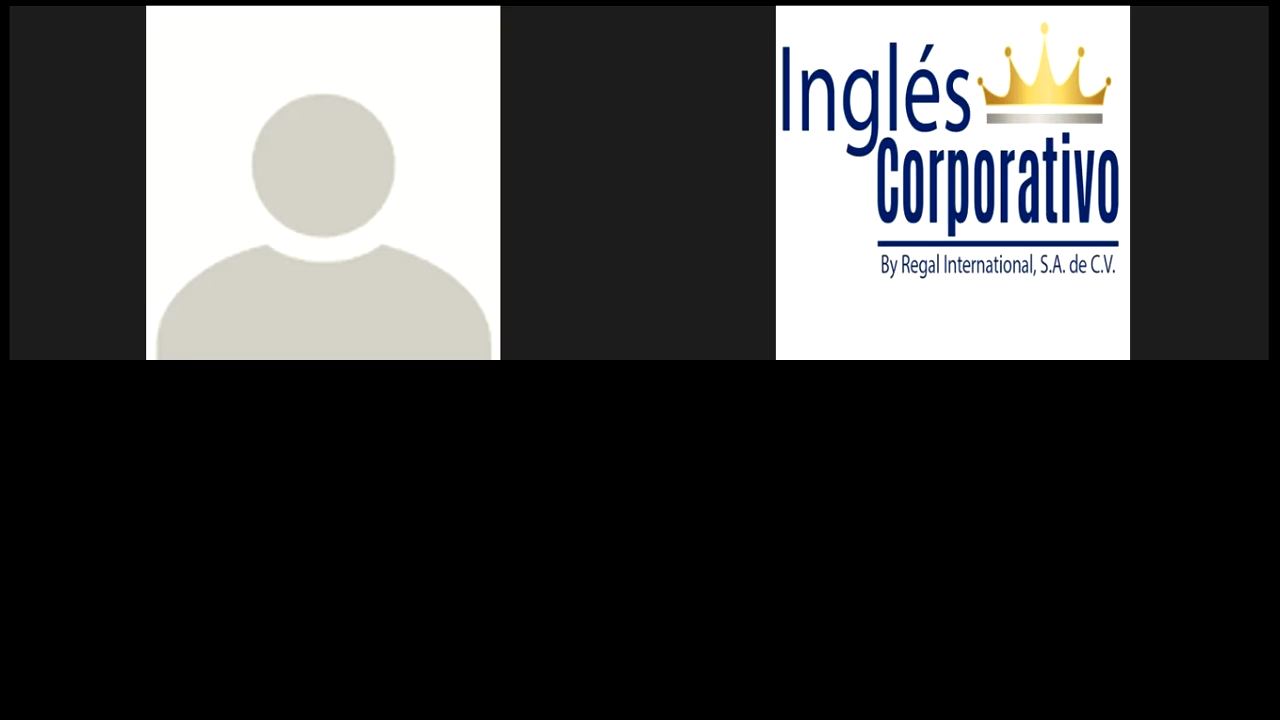 Inglés
Corporativo
By Regal International, S.A. de C.V.